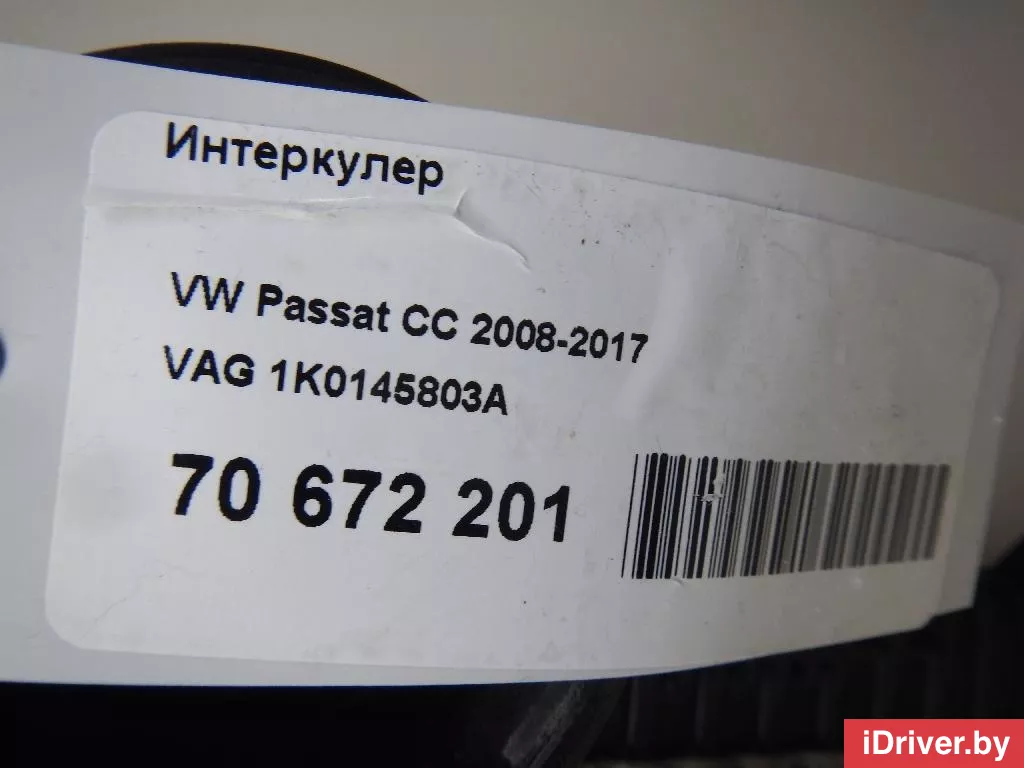 Интеркулер
VW Passat CC 2008-2017
VAG 1K0145803A
70 672 201
iDriver.by